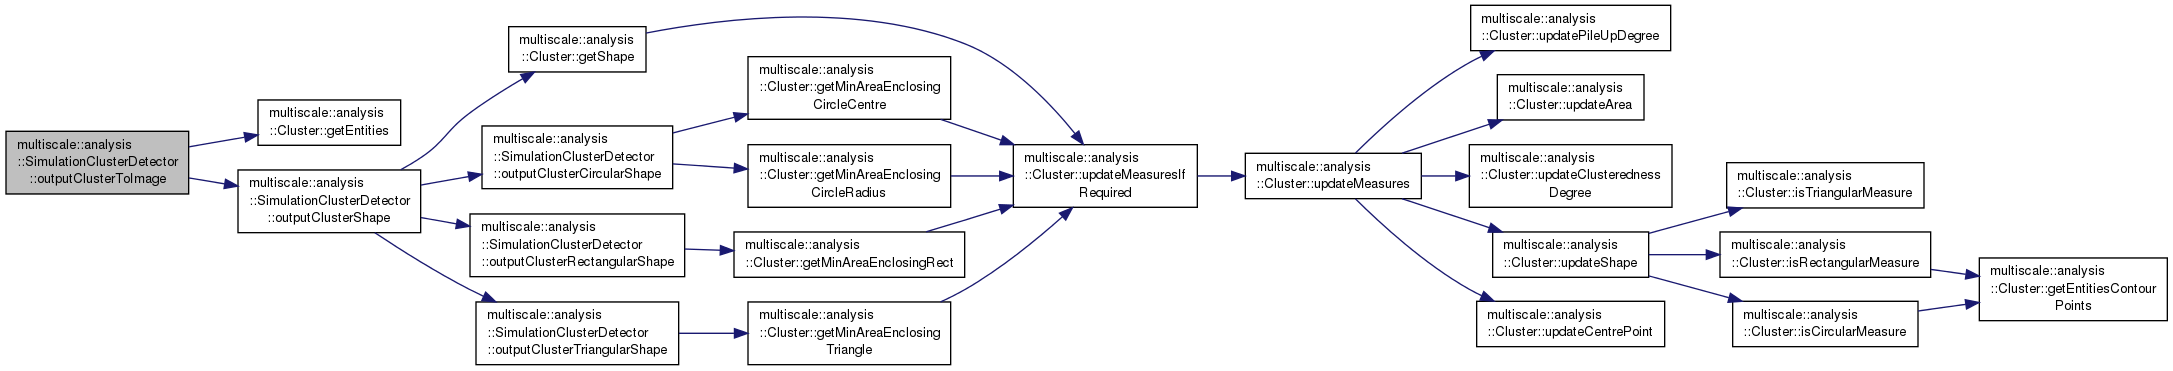 multiscale::analysis
::SimulationClusterDetector
::outputClusterToImage
multiscale::analysis
::Cluster::getEntities
multiscale::analysis
::SimulationClusterDetector
::outputClusterShape
multiscale::analysis
::Cluster::getShape
multiscale::analysis
::SimulationClusterDetector
::outputClusterCircularShape
multiscale::analysis
::SimulationClusterDetector
::outputClusterRectangularShape
multiscale::analysis
::SimulationClusterDetector
::outputClusterTriangularShape
multiscale::analysis
::Cluster::getMinAreaEnclosing
CircleCentre
multiscale::analysis
::Cluster::getMinAreaEnclosing
CircleRadius
multiscale::analysis
::Cluster::getMinAreaEnclosingRect
multiscale::analysis
::Cluster::getMinAreaEnclosing
Triangle
multiscale::analysis
::Cluster::updateMeasuresIf
Required
multiscale::analysis
::Cluster::updateMeasures
multiscale::analysis
::Cluster::updatePileUpDegree
multiscale::analysis
::Cluster::updateArea
multiscale::analysis
::Cluster::updateClusteredness
Degree
multiscale::analysis
::Cluster::updateShape
multiscale::analysis
::Cluster::updateCentrePoint
multiscale::analysis
::Cluster::isTriangularMeasure
multiscale::analysis
::Cluster::isRectangularMeasure
multiscale::analysis
::Cluster::isCircularMeasure
multiscale::analysis
::Cluster::getEntitiesContour
Points